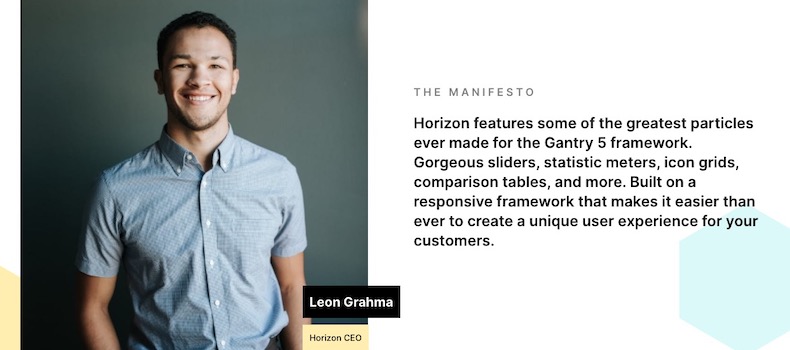 THE MANIFESTO
Horizon features some of the greatest particles
ever made for the Gantry 5 framework.
Gorgeous sliders, statistic meters, icon grids,
comparison tables, and more. Built on a
responsive framework that makes it easier than
ever to create a unique user experience for your
customers.
Leon Grahma
Horizon CEO